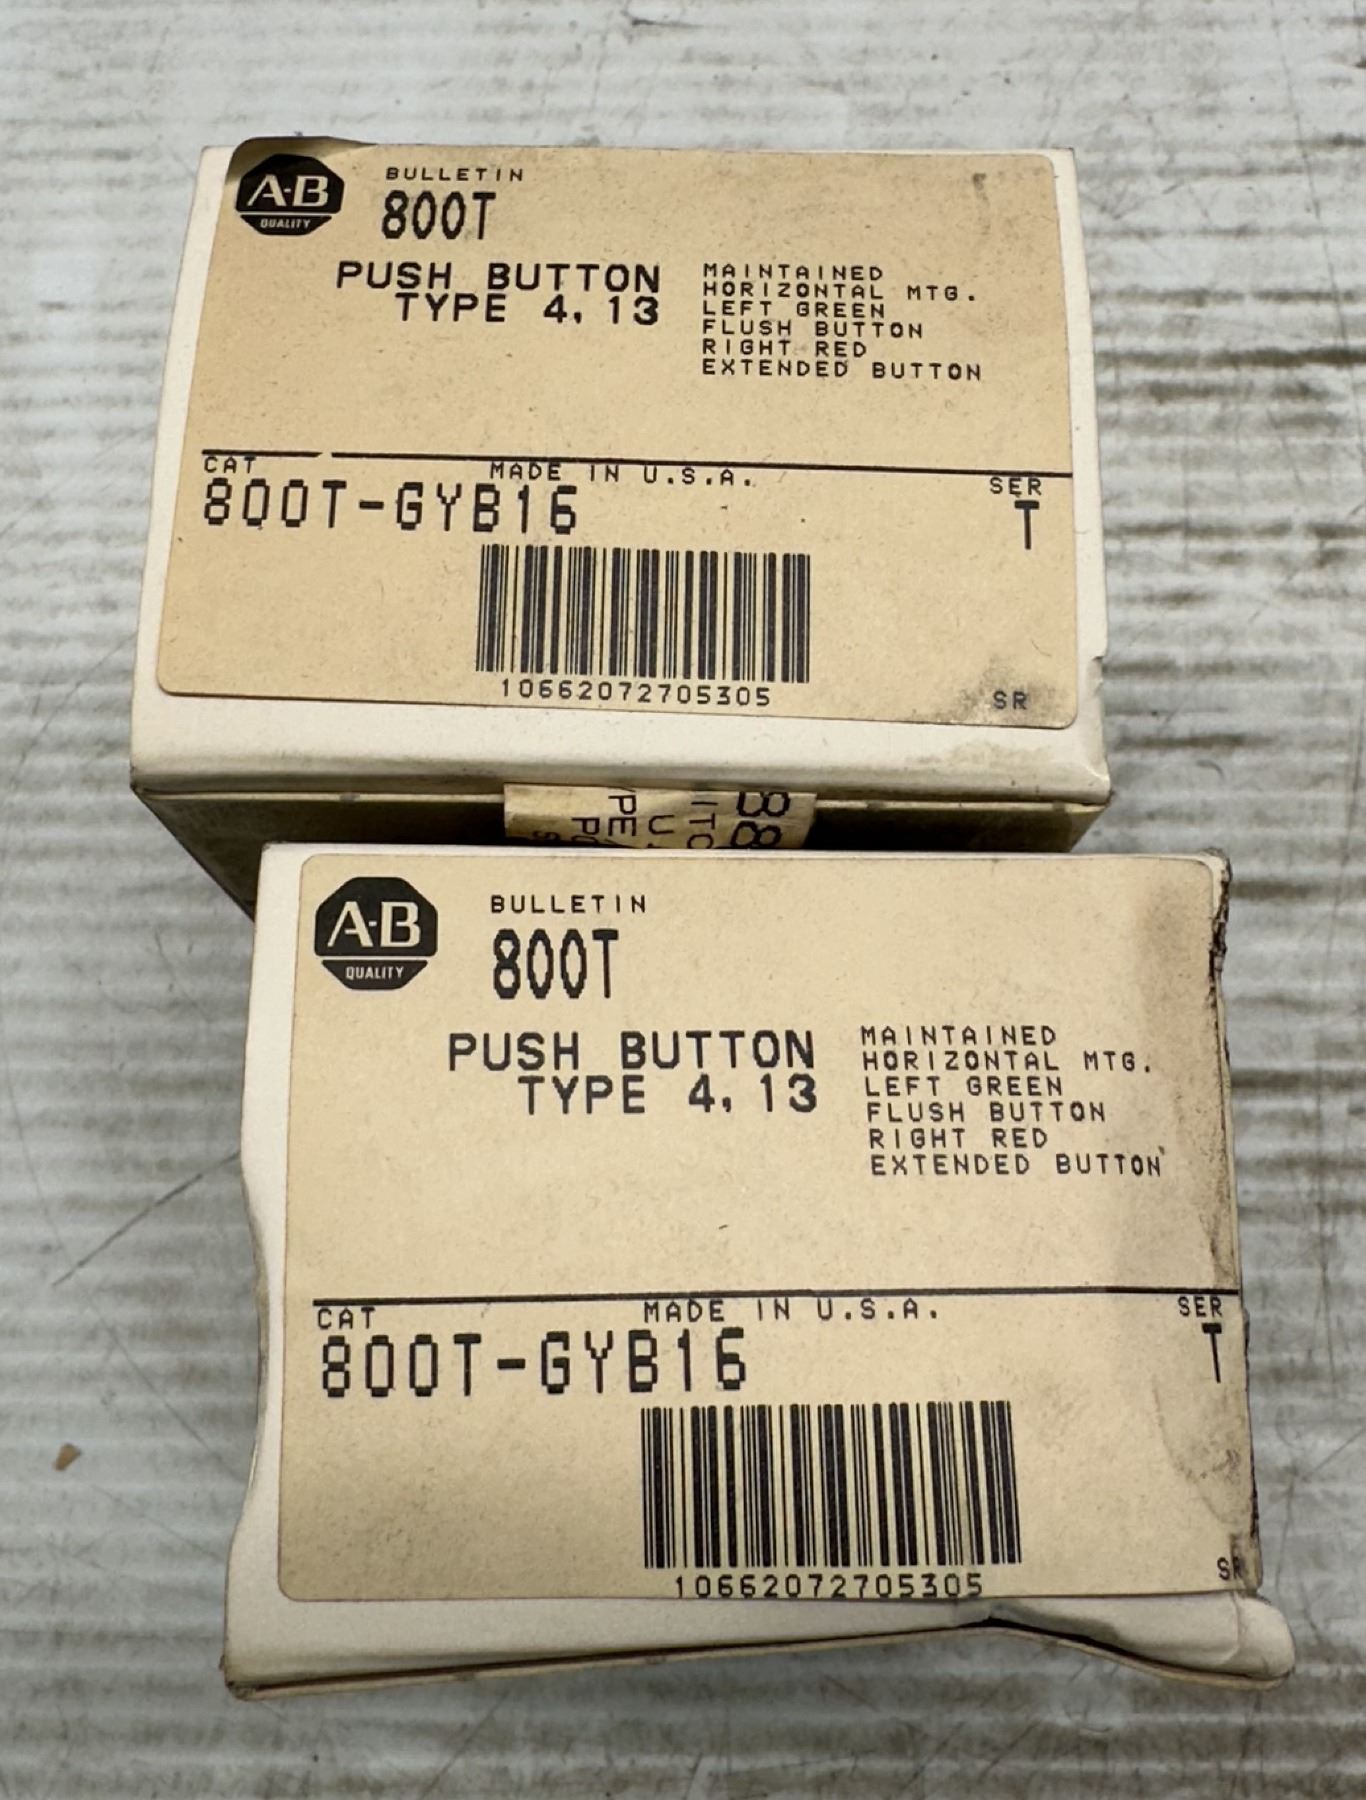 A-B
QUALITY
BULLETIN
800T
PUSH BUTTON
TYPE 4, 13
MAINTAINED
HORIZONTAL MTG.
LEFT GREEN
FLUSH BUTTON
RIGHT RED
EXTENDED BUTTON
CAT
MADE IN U.S.A.
SER
800T-GYB16
T
10662072705305
SR
A-B
QUALITY
BULLETIN
800T
PUSH BUTTON
TYPE 4, 13
MAINTAINED
HORIZONTAL MTG.
LEFT GREEN
FLUSH BUTTON
RIGHT RED
EXTENDED BUTTON
CAT
MADE IN U.S.A.
SER
800T-GYB16
T
10662072705305
SR